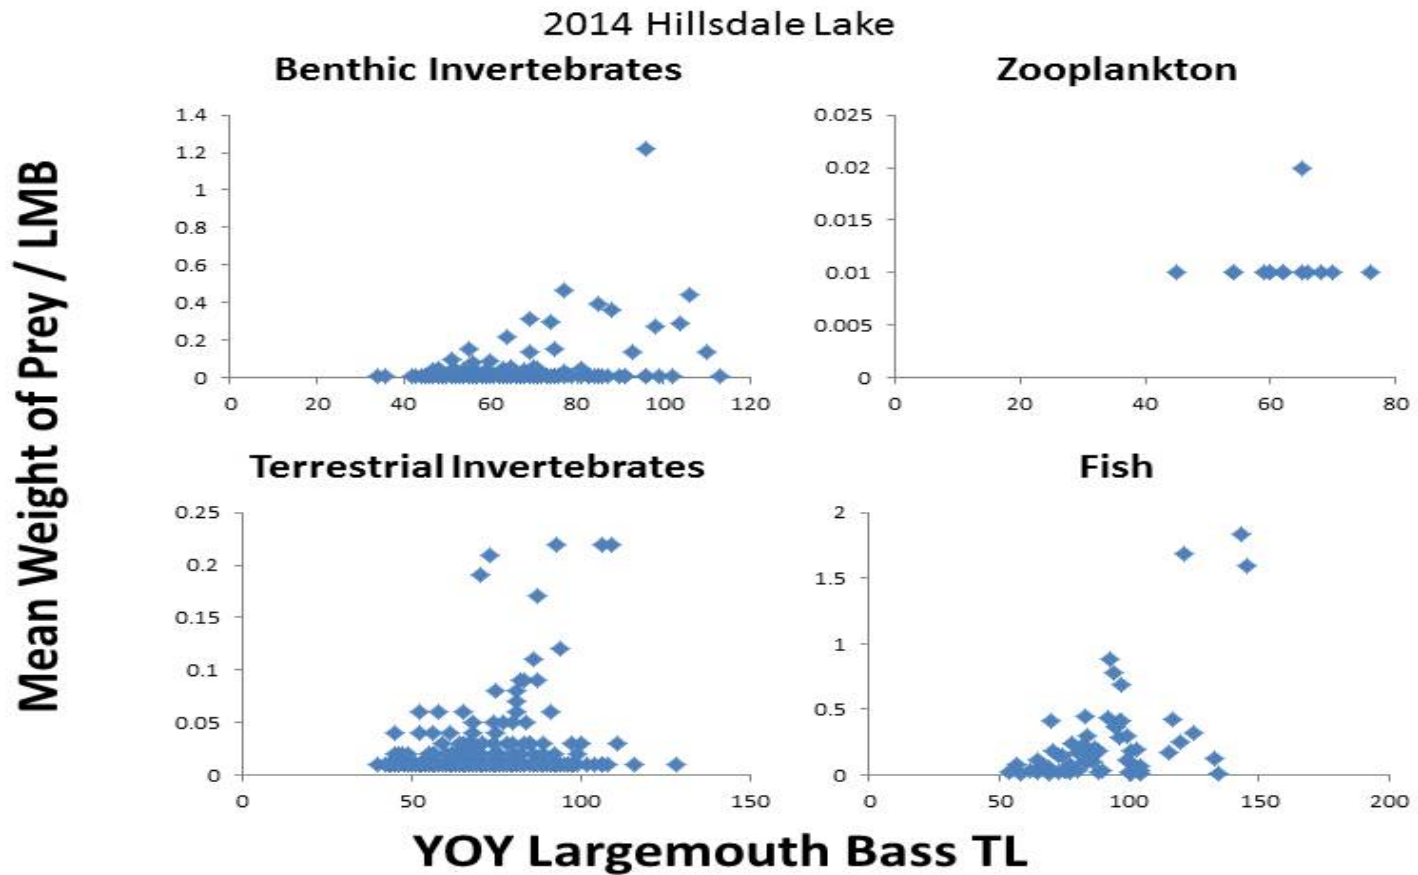 2014 Hillsdale Lake
Mean Weight of Prey / LMB
Benthic Invertebrates
1.4
1.2
1
0.8
0.6
0.4
0.2
0
0 20 40 60 80 100 120
Zooplankton
0.025
0.02
0.015
0.01
0.005
0
0 20 40 60 80
Terrestrial Invertebrates
0.25
0.2
0.15
0.1
0.05
0
0 50 100 150
Fish
2
1.5
1
0.5
0
0 50 100 150 200
YOY Largemouth Bass TL